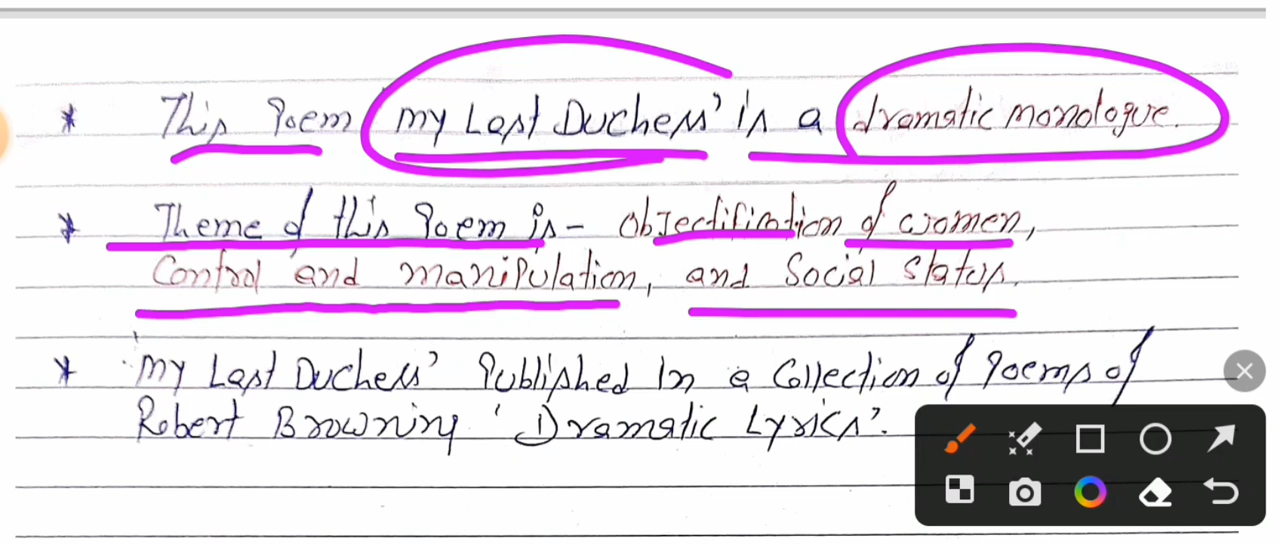 * This Poem 'my Last Duchess' is a dramatic monologue.
* Theme of this Poem is - objectification of women,
Control and manipulation, and Social Status.
* 'My Last Duchess' Published in a Collection of Poems of
Robert Browning 'Dramatic Lyrics'.